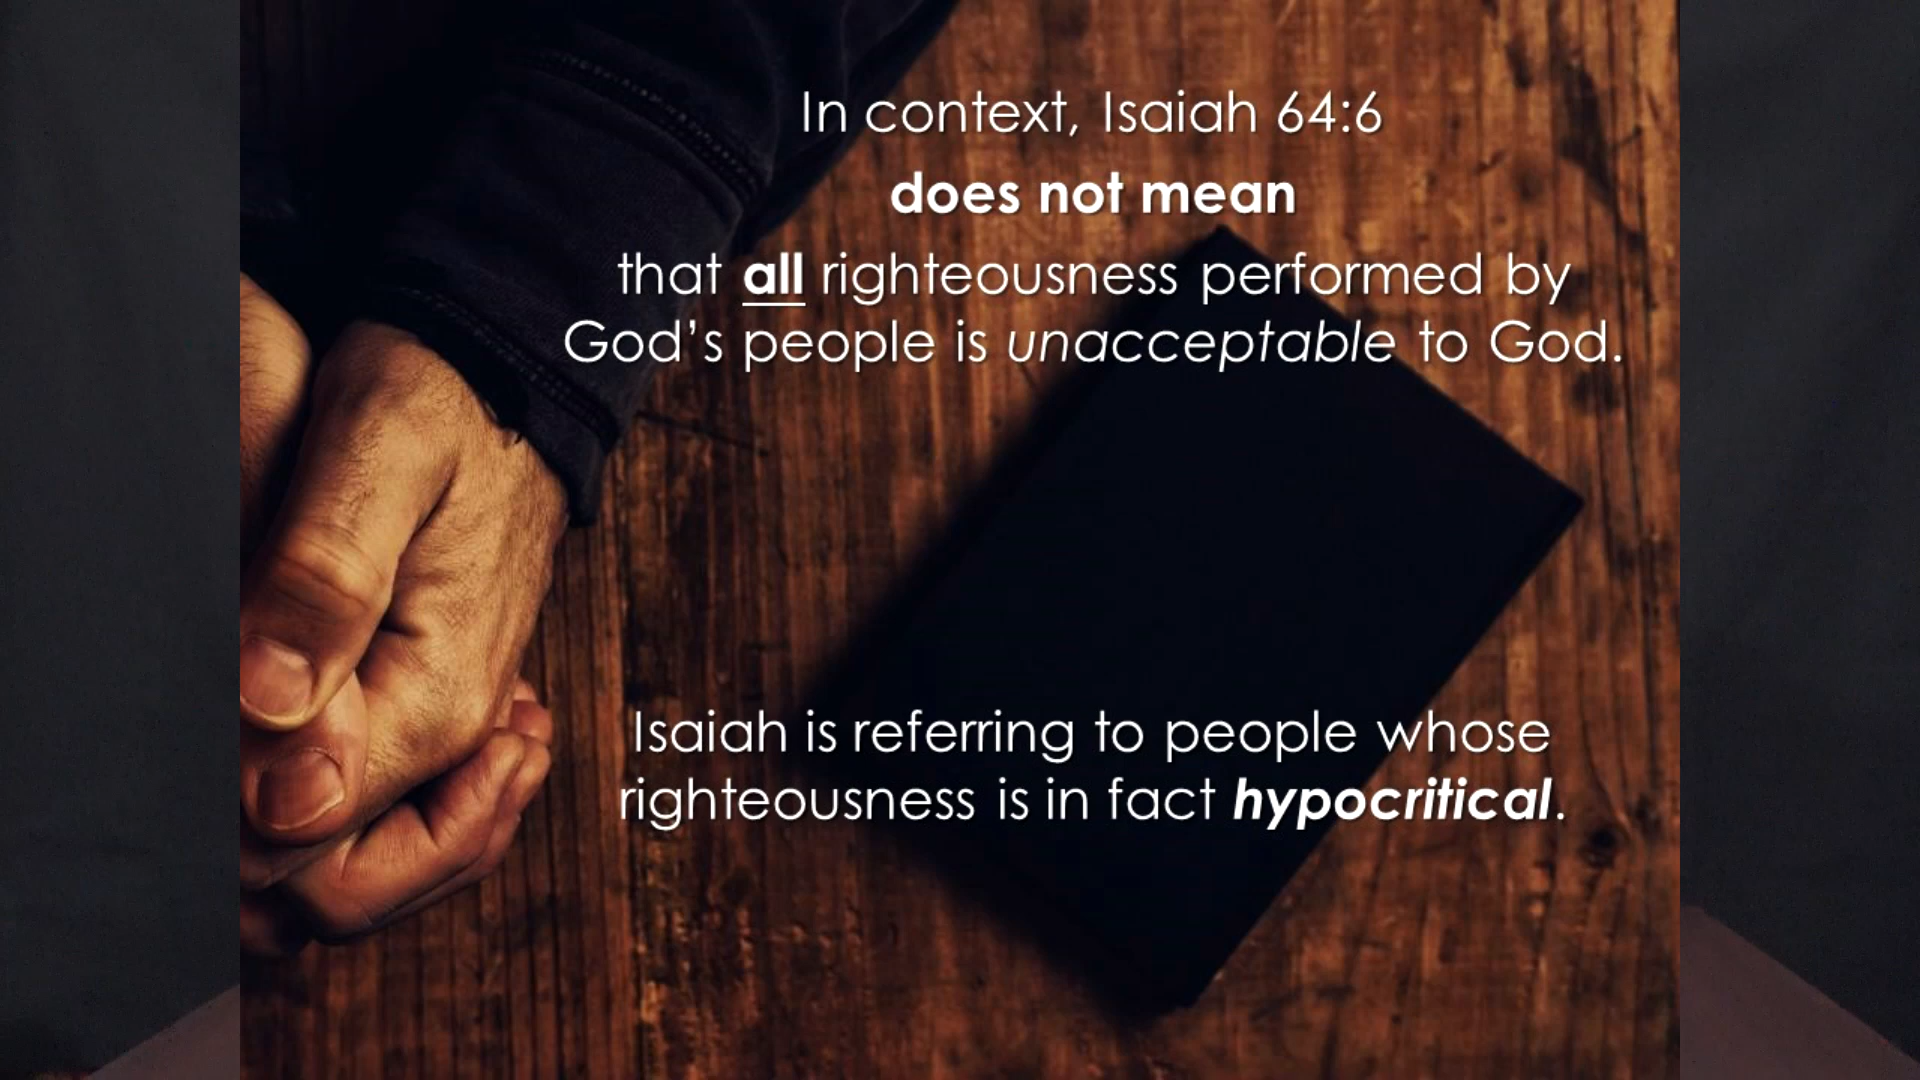 In context, Isaiah 64:6
does not mean
that all righteousness performed by
God’s people is unacceptable to God.
Isaiah is referring to people whose
righteousness is in fact hypocritical.